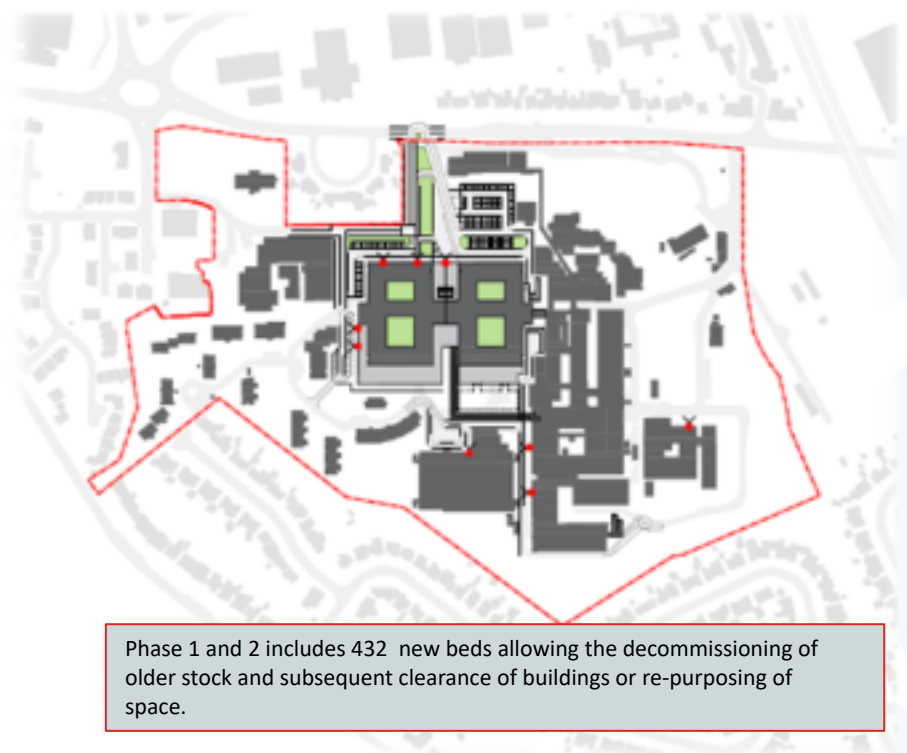 Phase 1 and 2 includes 432  new beds allowing the decommissioning of
older stock and subsequent clearance of buildings or re-purposing of
space.